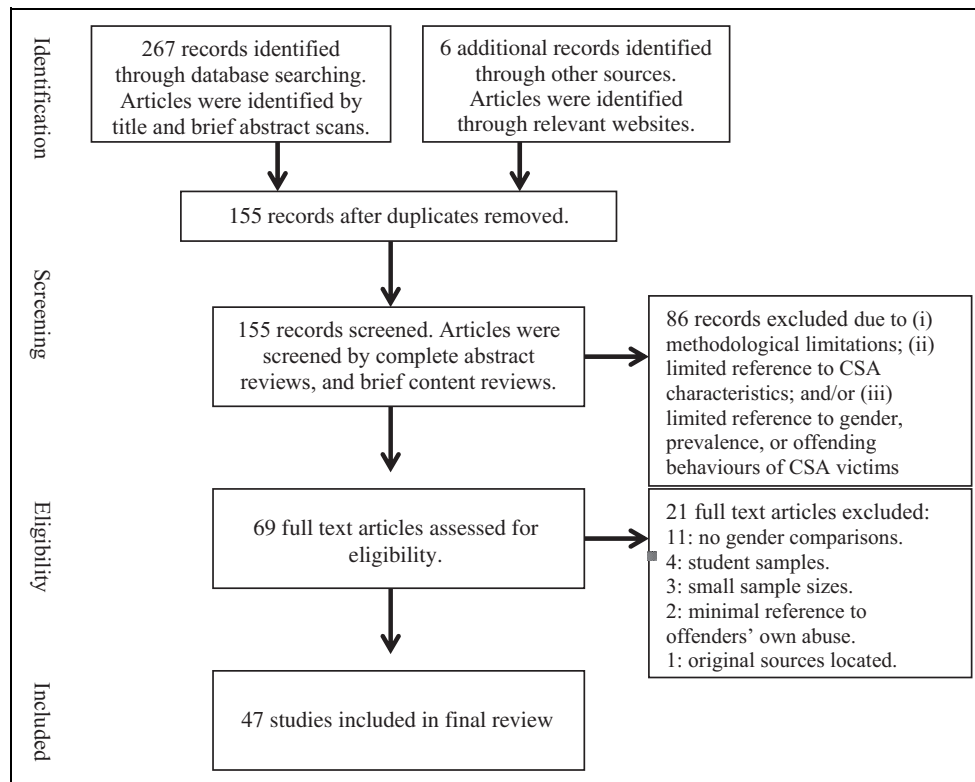 Identification
267 records identified
through database searching.
Articles were identified by
title and brief abstract scans.
6 additional records identified
through other sources.
Articles were identified
through relevant websites.
155 records after duplicates removed.
Screening
155 records screened. Articles were
screened by complete abstract
reviews, and brief content reviews.
86 records excluded due to (i)
methodological limitations; (ii)
limited reference to CSA
characteristics; and/or (iii)
limited reference to gender,
prevalence, or offending
behaviours of CSA victims
Eligibility
69 full text articles assessed for
eligibility.
21 full text articles excluded:
11: no gender comparisons.
4: student samples.
3: small sample sizes.
2: minimal reference to
offenders’ own abuse.
1: original sources located.
Included
47 studies included in final review